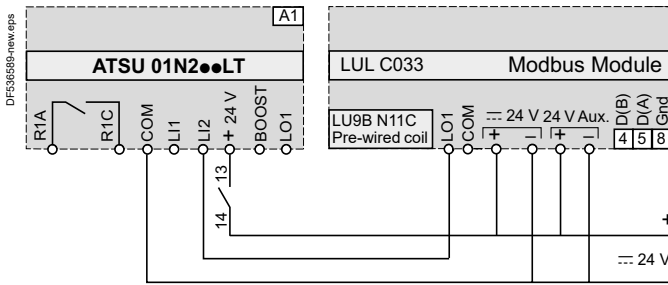 DF536589-new.eps
A1
ATSU 01N2●●LT
R1A
R1C
COM
LI1
LI2
+ 24 V
BOOST
LO1
13
14
LUL C033
Modbus Module
LU9B N11C
Pre-wired coil
LO1
COM
24 V
+
–
24 V Aux.
+
–
D(B)
D(A)
Gnd
4
5
8
+
24 V